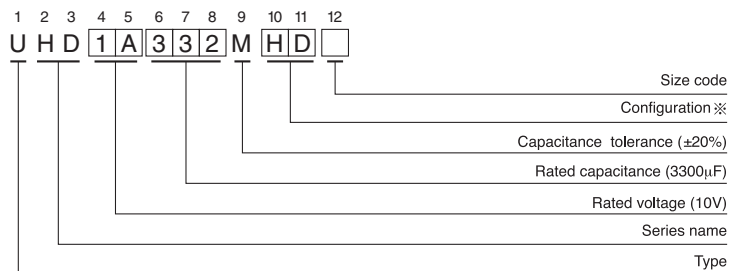 1 2 3 4 5 6 7 8 9 10 11 12
U H D 1 A 3 3 2 M H D
Size code
Configuration※
Capacitance tolerance (±20%)
Rated capacitance (3300µF)
Rated voltage (10V)
Series name
Type